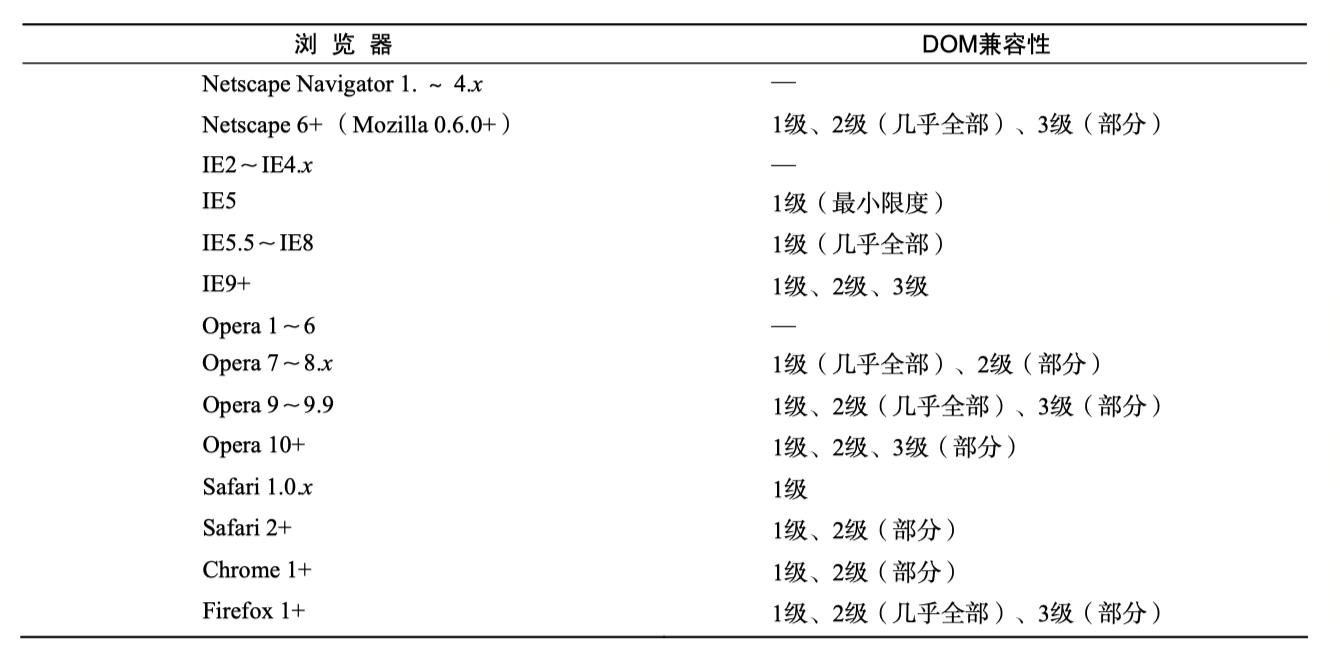 浏 览 器 DOM兼容性
Netscape Navigator 1. ~ 4.x —
Netscape 6+（Mozilla 0.6.0+） 1级、2级（几乎全部）、3级（部分）
IE2～IE4.x —
IE5 1级（最小限度）
IE5.5～IE8 1级（几乎全部）
IE9+ 1级、2级、3级
Opera 1～6 —
Opera 7～8.x 1级（几乎全部）、2级（部分）
Opera 9～9.9 1级、2级（几乎全部）、3级（部分）
Opera 10+ 1级、2级、3级（部分）
Safari 1.0.x 1级
Safari 2+ 1级、2级（部分）
Chrome 1+ 1级、2级（部分）
Firefox 1+ 1级、2级（几乎全部）、3级（部分）